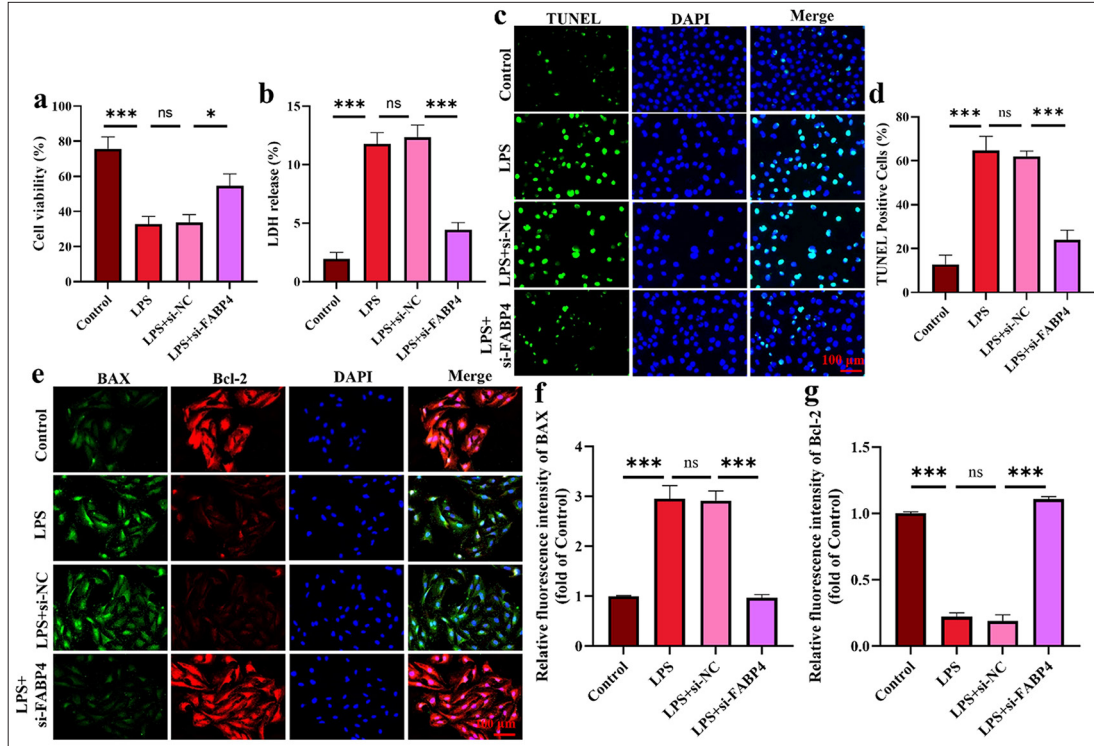 a
Cell viability (%)
100
80
60
40
20
0
*** ns *
Control
LPS
LPS+si-NC
LPS+si-FABP4
b
LDH release (%)
15
10
5
0
*** ns ***
Control
LPS
LPS+si-NC
LPS+si-FABP4
c
TUNEL DAPI Merge
Control
LPS
LPS+si-NC
LPS+
si-FABP4
100 μm
d
TUNEL Positive Cells (%)
80
60
40
20
0
*** ns ***
Control
LPS
LPS+si-NC
LPS+si-FABP4
e
BAX Bcl-2 DAPI Merge
Control
LPS
LPS+si-NC
LPS+
si-FABP4
100 μm
f
Relative fluorescence intensity of BAX
(fold of Control)
4
3
2
1
0
*** ns ***
Control
LPS
LPS+si-NC
LPS+si-FABP4
g
Relative fluorescence intensity of Bcl-2
(fold of Control)
1.5
1.0
0.5
0.0
*** ns ***
Control
LPS
LPS+si-NC
LPS+si-FABP4